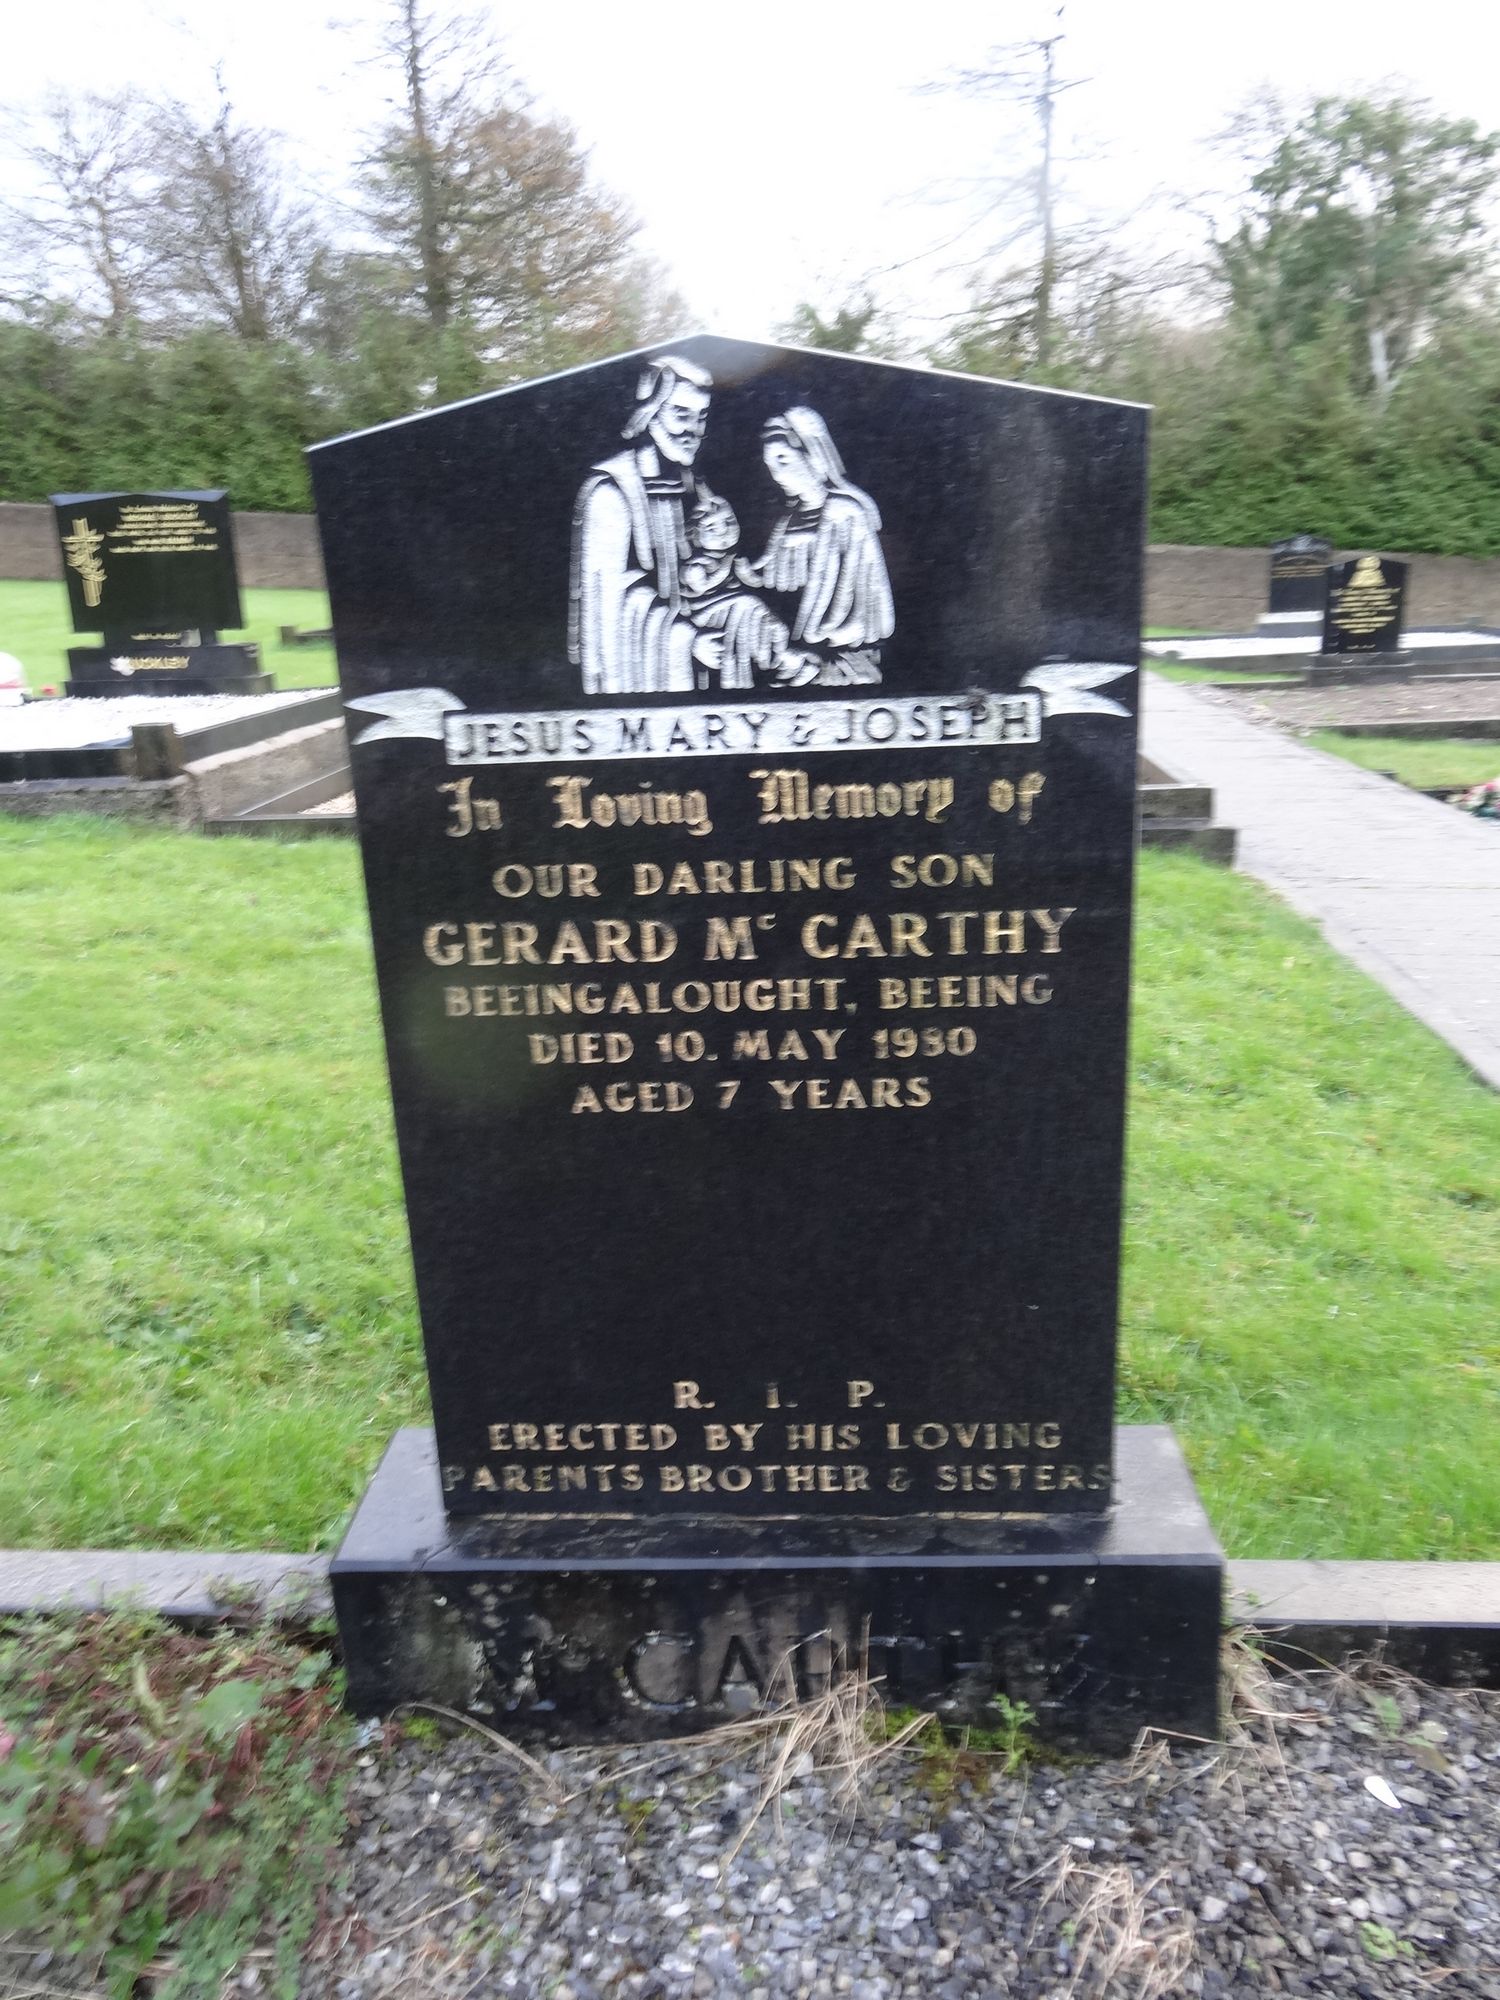 JESUS MARY & JOSEPH
In Loving Memory of
OUR DARLING SON
GERARD Mc CARTHY
BEEINGALOUGHT, BEEING
DIED 10. MAY 1980
AGED 7 YEARS
R. I. P.
ERECTED BY HIS LOVING
PARENTS BROTHER & SISTERS
Mc CARTHY